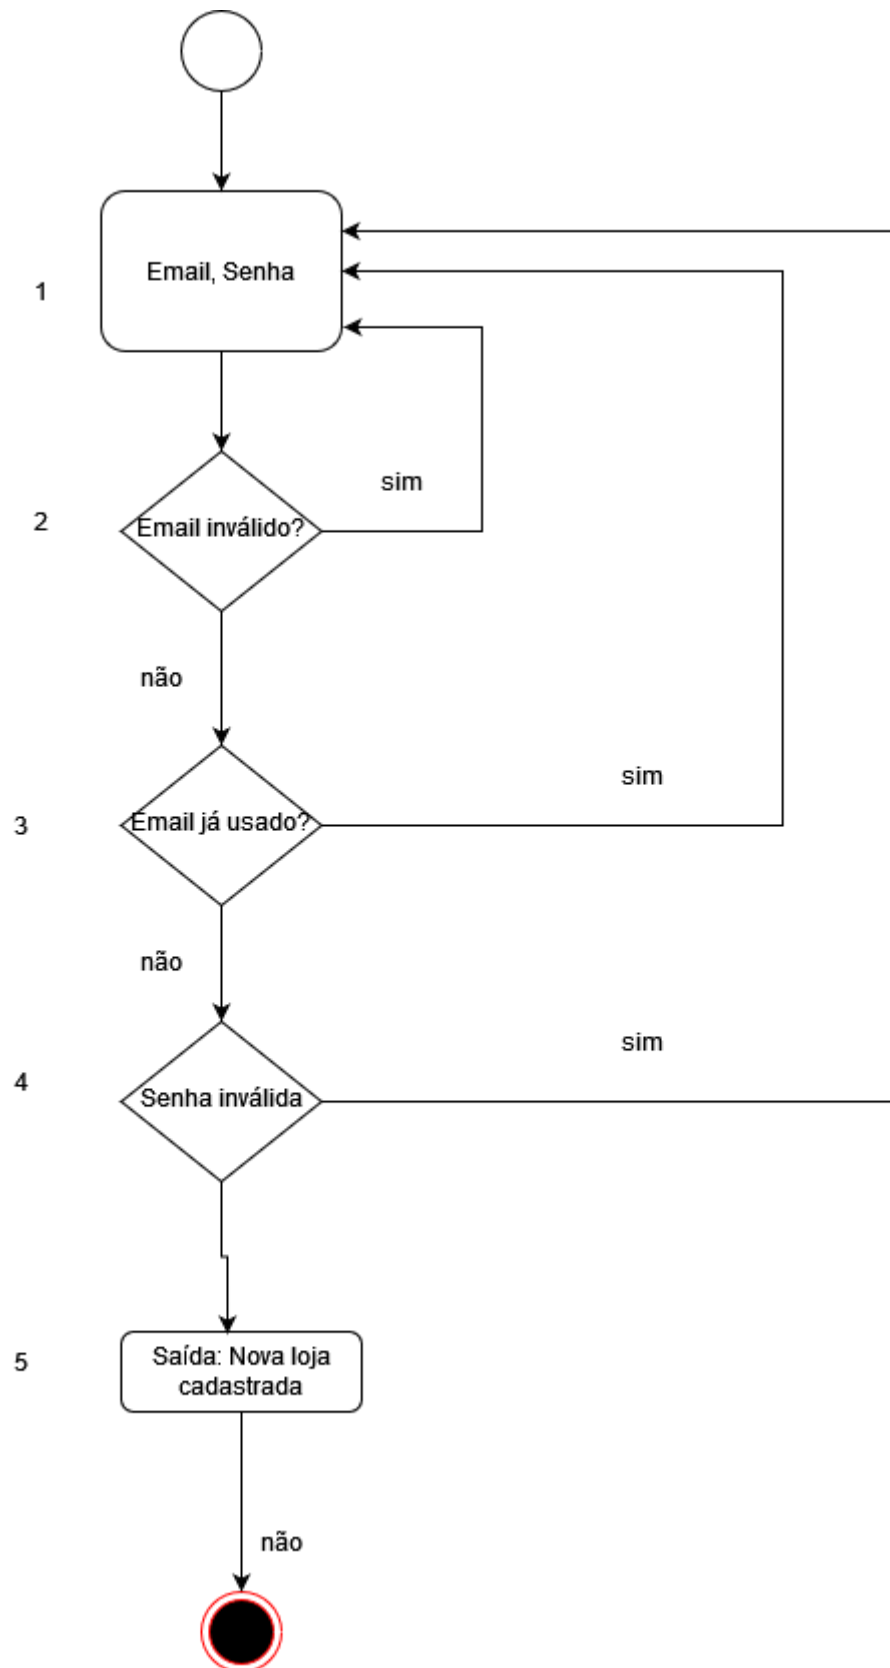 Email, Senha
1
sim
2
Email inválido?
não
sim
3
Email já usado?
não
sim
4
Senha inválida
5
Saída: Nova loja
cadastrada
não